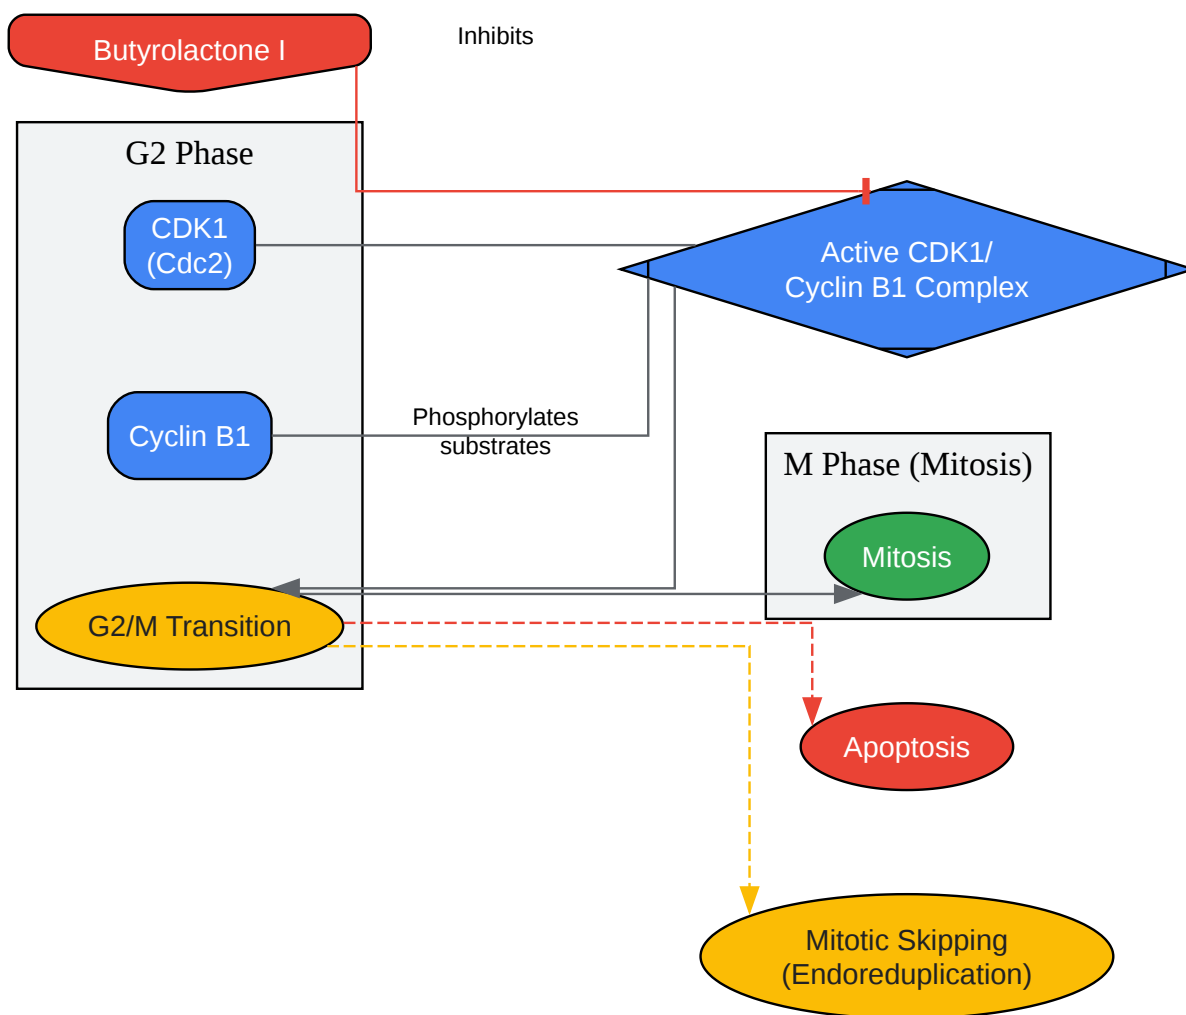 Butyrolactone I
Inhibits
G2 Phase
CDK1
(Cdc2)
Active CDK1/
Cyclin B1 Complex
Cyclin B1
Phosphorylates
substrates
M Phase (Mitosis)
Mitosis
G2/M Transition
Apoptosis
Mitotic Skipping
(Endoreduplication)